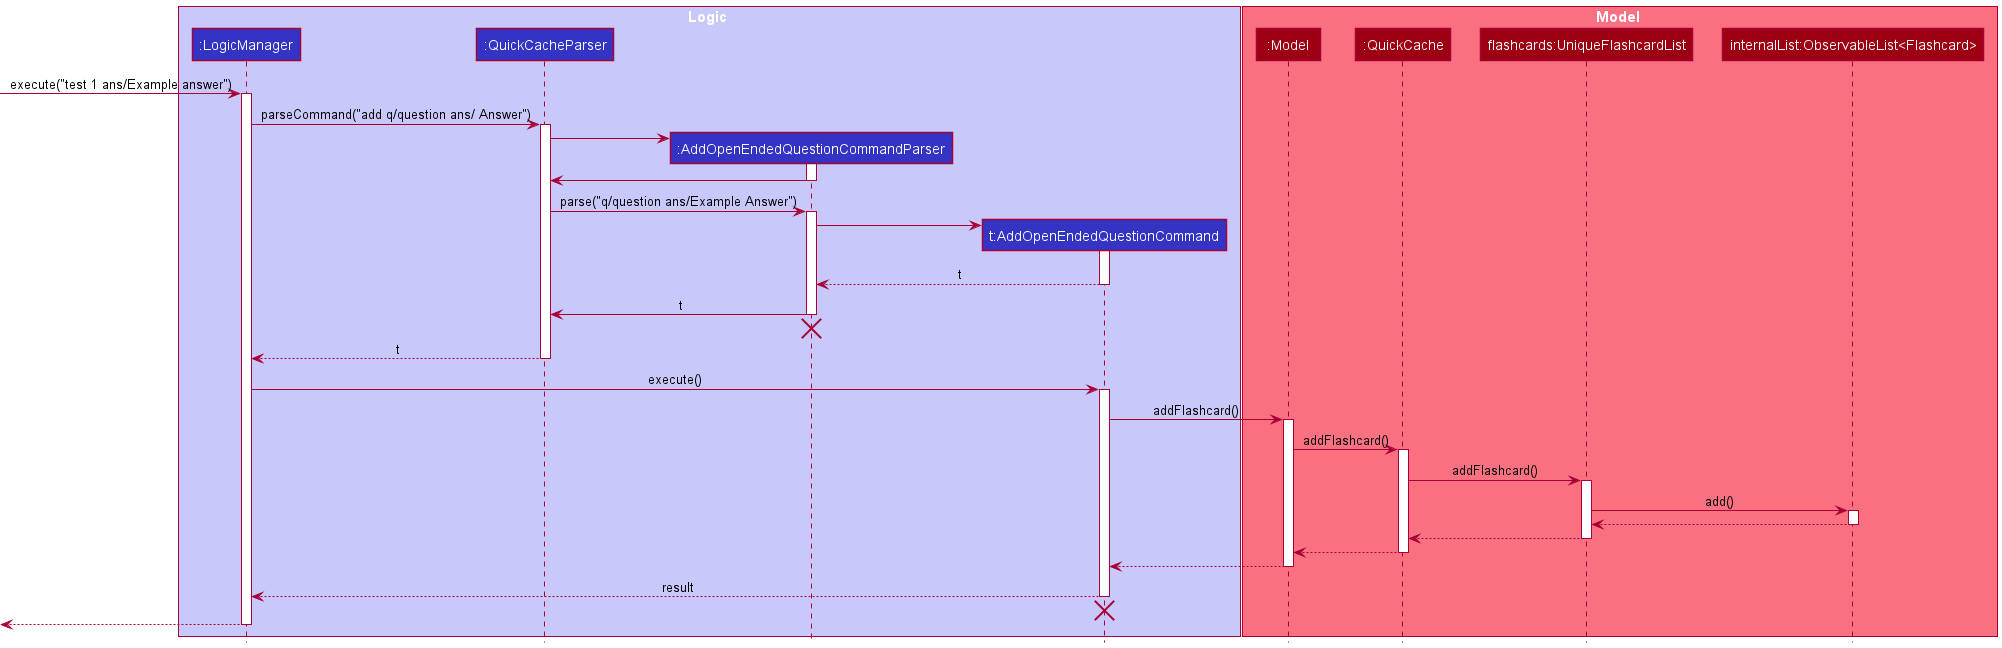 Logic
Model
:LogicManager
:QuickCacheParser
:Model
:QuickCache
flashcards:UniqueFlashcardList
internalList:ObservableList<Flashcard>
execute("test 1 ans/Example answer")
parseCommand("add q/question ans/ Answer")
:AddOpenEndedQuestionCommandParser
parse("q/question ans/Example Answer")
t:AddOpenEndedQuestionCommand
t
t
t
execute()
addFlashcard()
addFlashcard()
addFlashcard()
add()
result